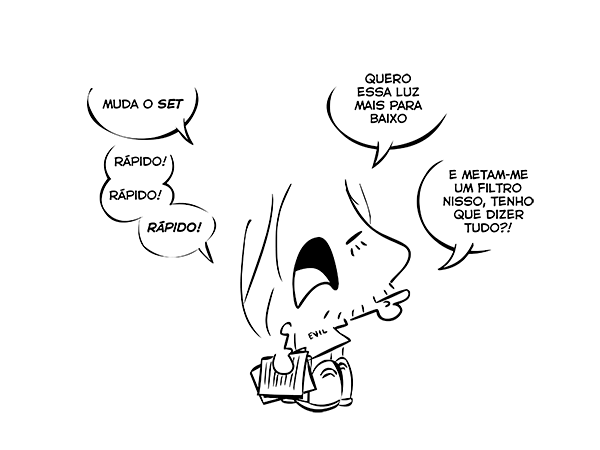 MUDA O SET
RÁPIDO!
RÁPIDO!
RÁPIDO!
QUERO
ESSA LUZ
MAIS PARA
BAIXO
E METAM-ME
UM FILTRO
NISSO, TENHO
QUE DIZER
TUDO?!
EVIL